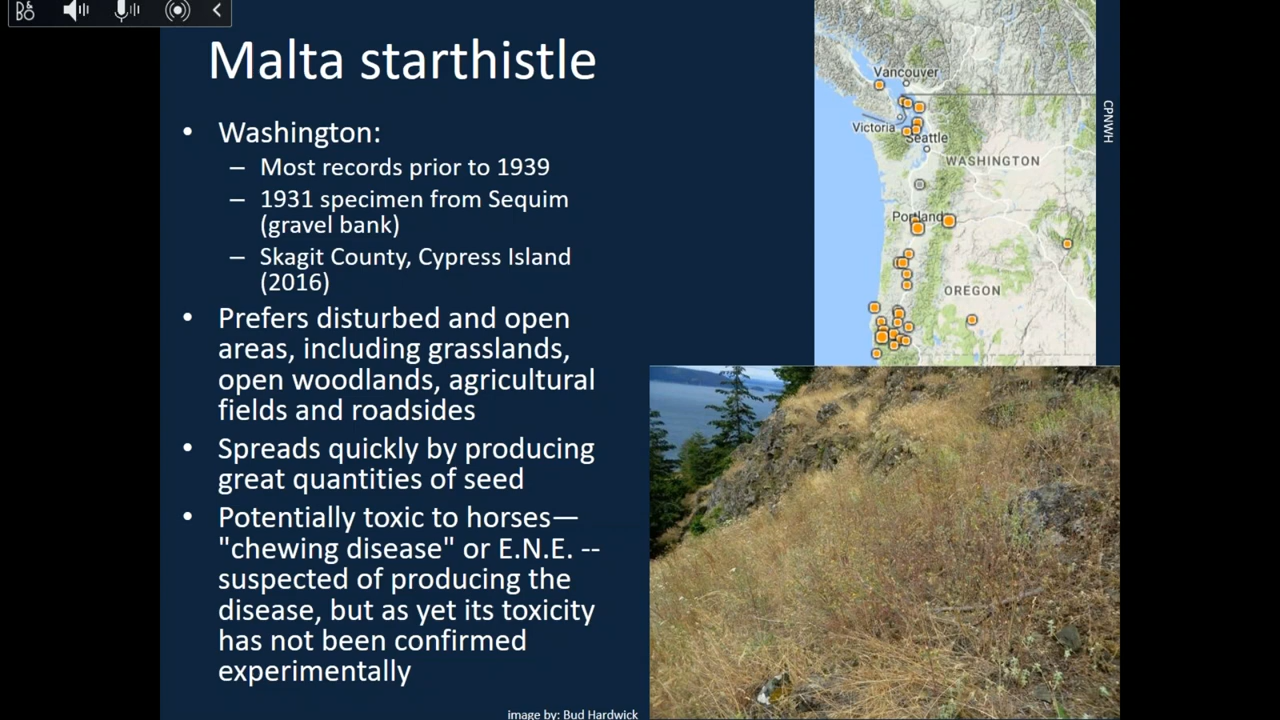 Malta starthistle
• Washington:
– Most records prior to 1939
– 1931 specimen from Sequim
(gravel bank)
– Skagit County, Cypress Island
(2016)
• Prefers disturbed and open
areas, including grasslands,
open woodlands, agricultural
fields and roadsides
• Spreads quickly by producing
great quantities of seed
• Potentially toxic to horses—
"chewing disease" or E.N.E. --
suspected of producing the
disease, but as yet its toxicity
has not been confirmed
experimentally
image by: Bud Hardwick
Vancouver
Victoria
Seattle
WASHINGTON
Portland
OREGON
CPNWH